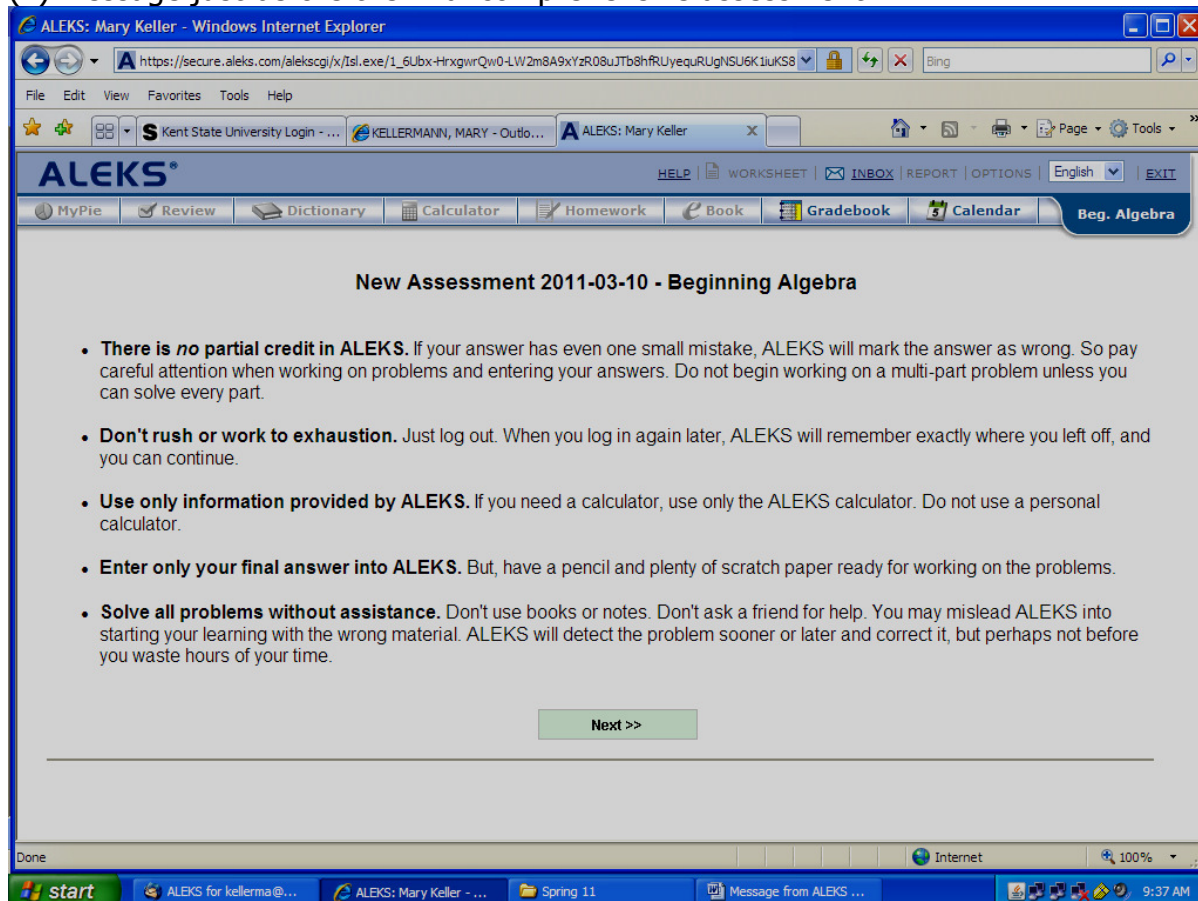 ALEKS: Mary Keller - Windows Internet Explorer
https://secure.aleks.com/alekscgi/x/Isl.exe/1_6Ubx-HrxgwrQw0-LW2m8A9xYzR08uJTb8hfRUyequRUgNSU6K1iuKS8 Bing
File Edit View Favorites Tools Help
Kent State University Login - ... KELLERMANN, MARY - Outlo... ALEKS: Mary Keller X Page Tools »
ALEKS® HELP | WORKSHEET | INBOX | REPORT | OPTIONS | English | EXIT
MyPie Review Dictionary Calculator Homework Book Gradebook Calendar Beg. Algebra
New Assessment 2011-03-10 - Beginning Algebra
• There is no partial credit in ALEKS. If your answer has even one small mistake, ALEKS will mark the answer as wrong. So pay
careful attention when working on problems and entering your answers. Do not begin working on a multi-part problem unless you
can solve every part.
• Don't rush or work to exhaustion. Just log out. When you log in again later, ALEKS will remember exactly where you left off, and
you can continue.
• Use only information provided by ALEKS. If you need a calculator, use only the ALEKS calculator. Do not use a personal
calculator.
• Enter only your final answer into ALEKS. But, have a pencil and plenty of scratch paper ready for working on the problems.
• Solve all problems without assistance. Don't use books or notes. Don't ask a friend for help. You may mislead ALEKS into
starting your learning with the wrong material. ALEKS will detect the problem sooner or later and correct it, but perhaps not before
you waste hours of your time.
Next >>
Done Internet 100%
start ALEKS for kellerma@... ALEKS: Mary Keller - ... Spring 11 Message from ALEKS ... 9:37 AM